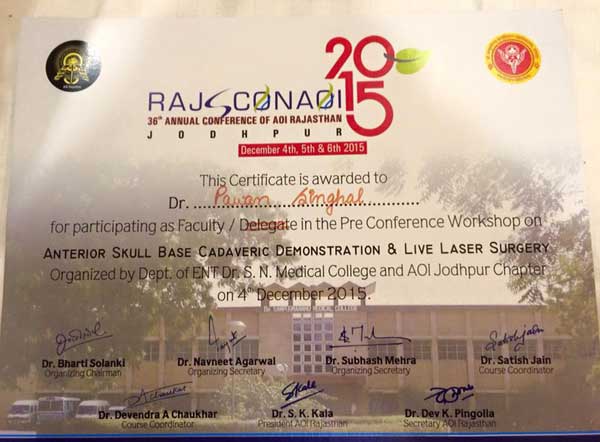 2015
RAJSCONAOI
36th ANNUAL CONFERENCE OF AOI RAJASTHAN
JODHPUR
December 4th, 5th & 6th 2015
This Certificate is awarded to
Dr. Pawan Singhal
for participating as Faculty / Delegate in the Pre Conference Workshop on
ANTERIOR SKULL BASE CADAVERIC DEMONSTRATION & LIVE LASER SURGERY
Organized by Dept. of ENT Dr. S. N. Medical College and AOI Jodhpur Chapter
on 4th December 2015.
MEDICAL COLLEGE
Dr. Bharti Solanki
Organizing Chairman
Dr. Navneet Agarwal
Organizing Secretary
Dr. Subhash Mehra
Organizing Secretary
Satish Jain
Dr. Satish Jain
Course Coordinator
Dr. Devendra A Chaukhar
Course Coordinator
Dr. S. K. Kala
President AOI Rajasthan
Dr. Dev K. Pingolia
Secretary AOI Rajasthan